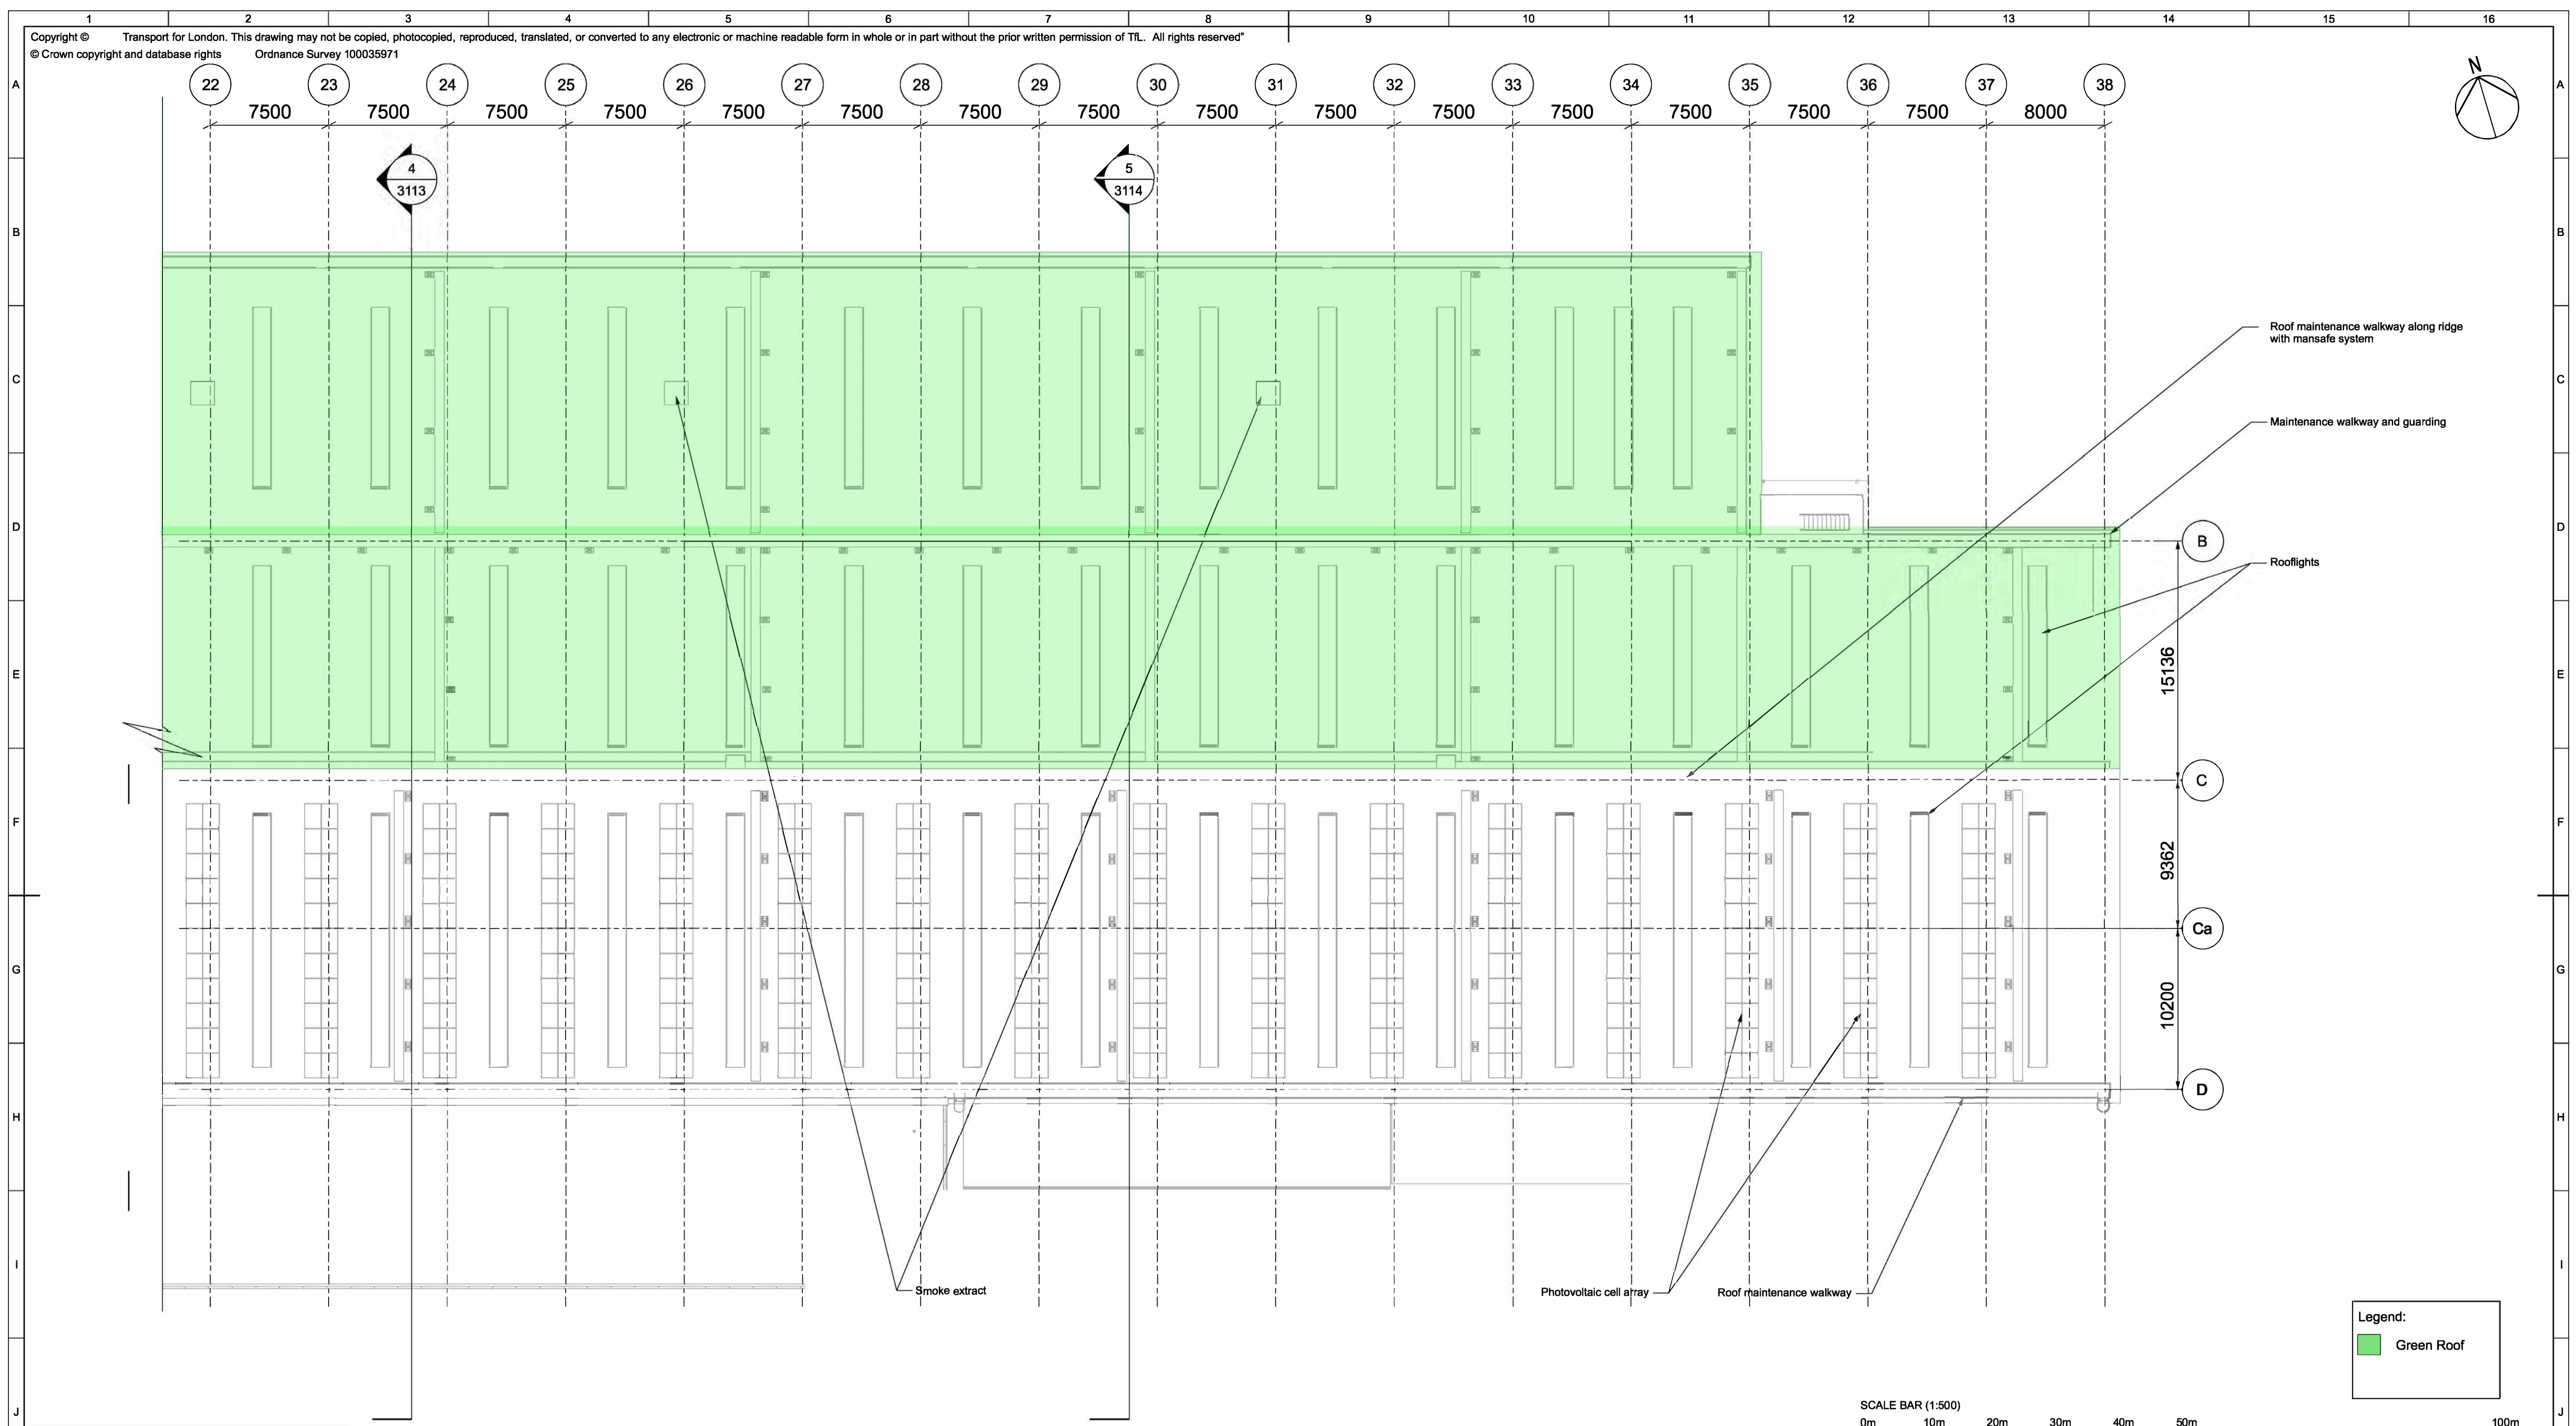 1 2 3 4 5 6 7 8 9 10 11 12 13 14 15 16
Copyright © Transport for London. This drawing may not be copied, photocopied, reproduced, translated, or converted to any electronic or machine readable form in whole or in part without the prior written permission of TfL. All rights reserved"
© Crown copyright and database rights Ordnance Survey 100035971
A 22 23 24 25 26 27 28 29 30 31 32 33 34 35 36 37 38 A
N
7500 7500 7500 7500 7500 7500 7500 7500 7500 7500 7500 7500 7500 7500 7500 8000
4 5
3113 3114
B B
Roof maintenance walkway along ridge
with mansafe system
C C
Maintenance walkway and guarding
D D
B
Rooflights
E E
15136
C
F F
9362
Ca
G G
10200
D
H H
I I
Smoke extract
Photovoltaic cell array
Roof maintenance walkway
Legend:
Green Roof
SCALE BAR (1:500)
J J
0m 10m 20m 30m 40m 50m 100m